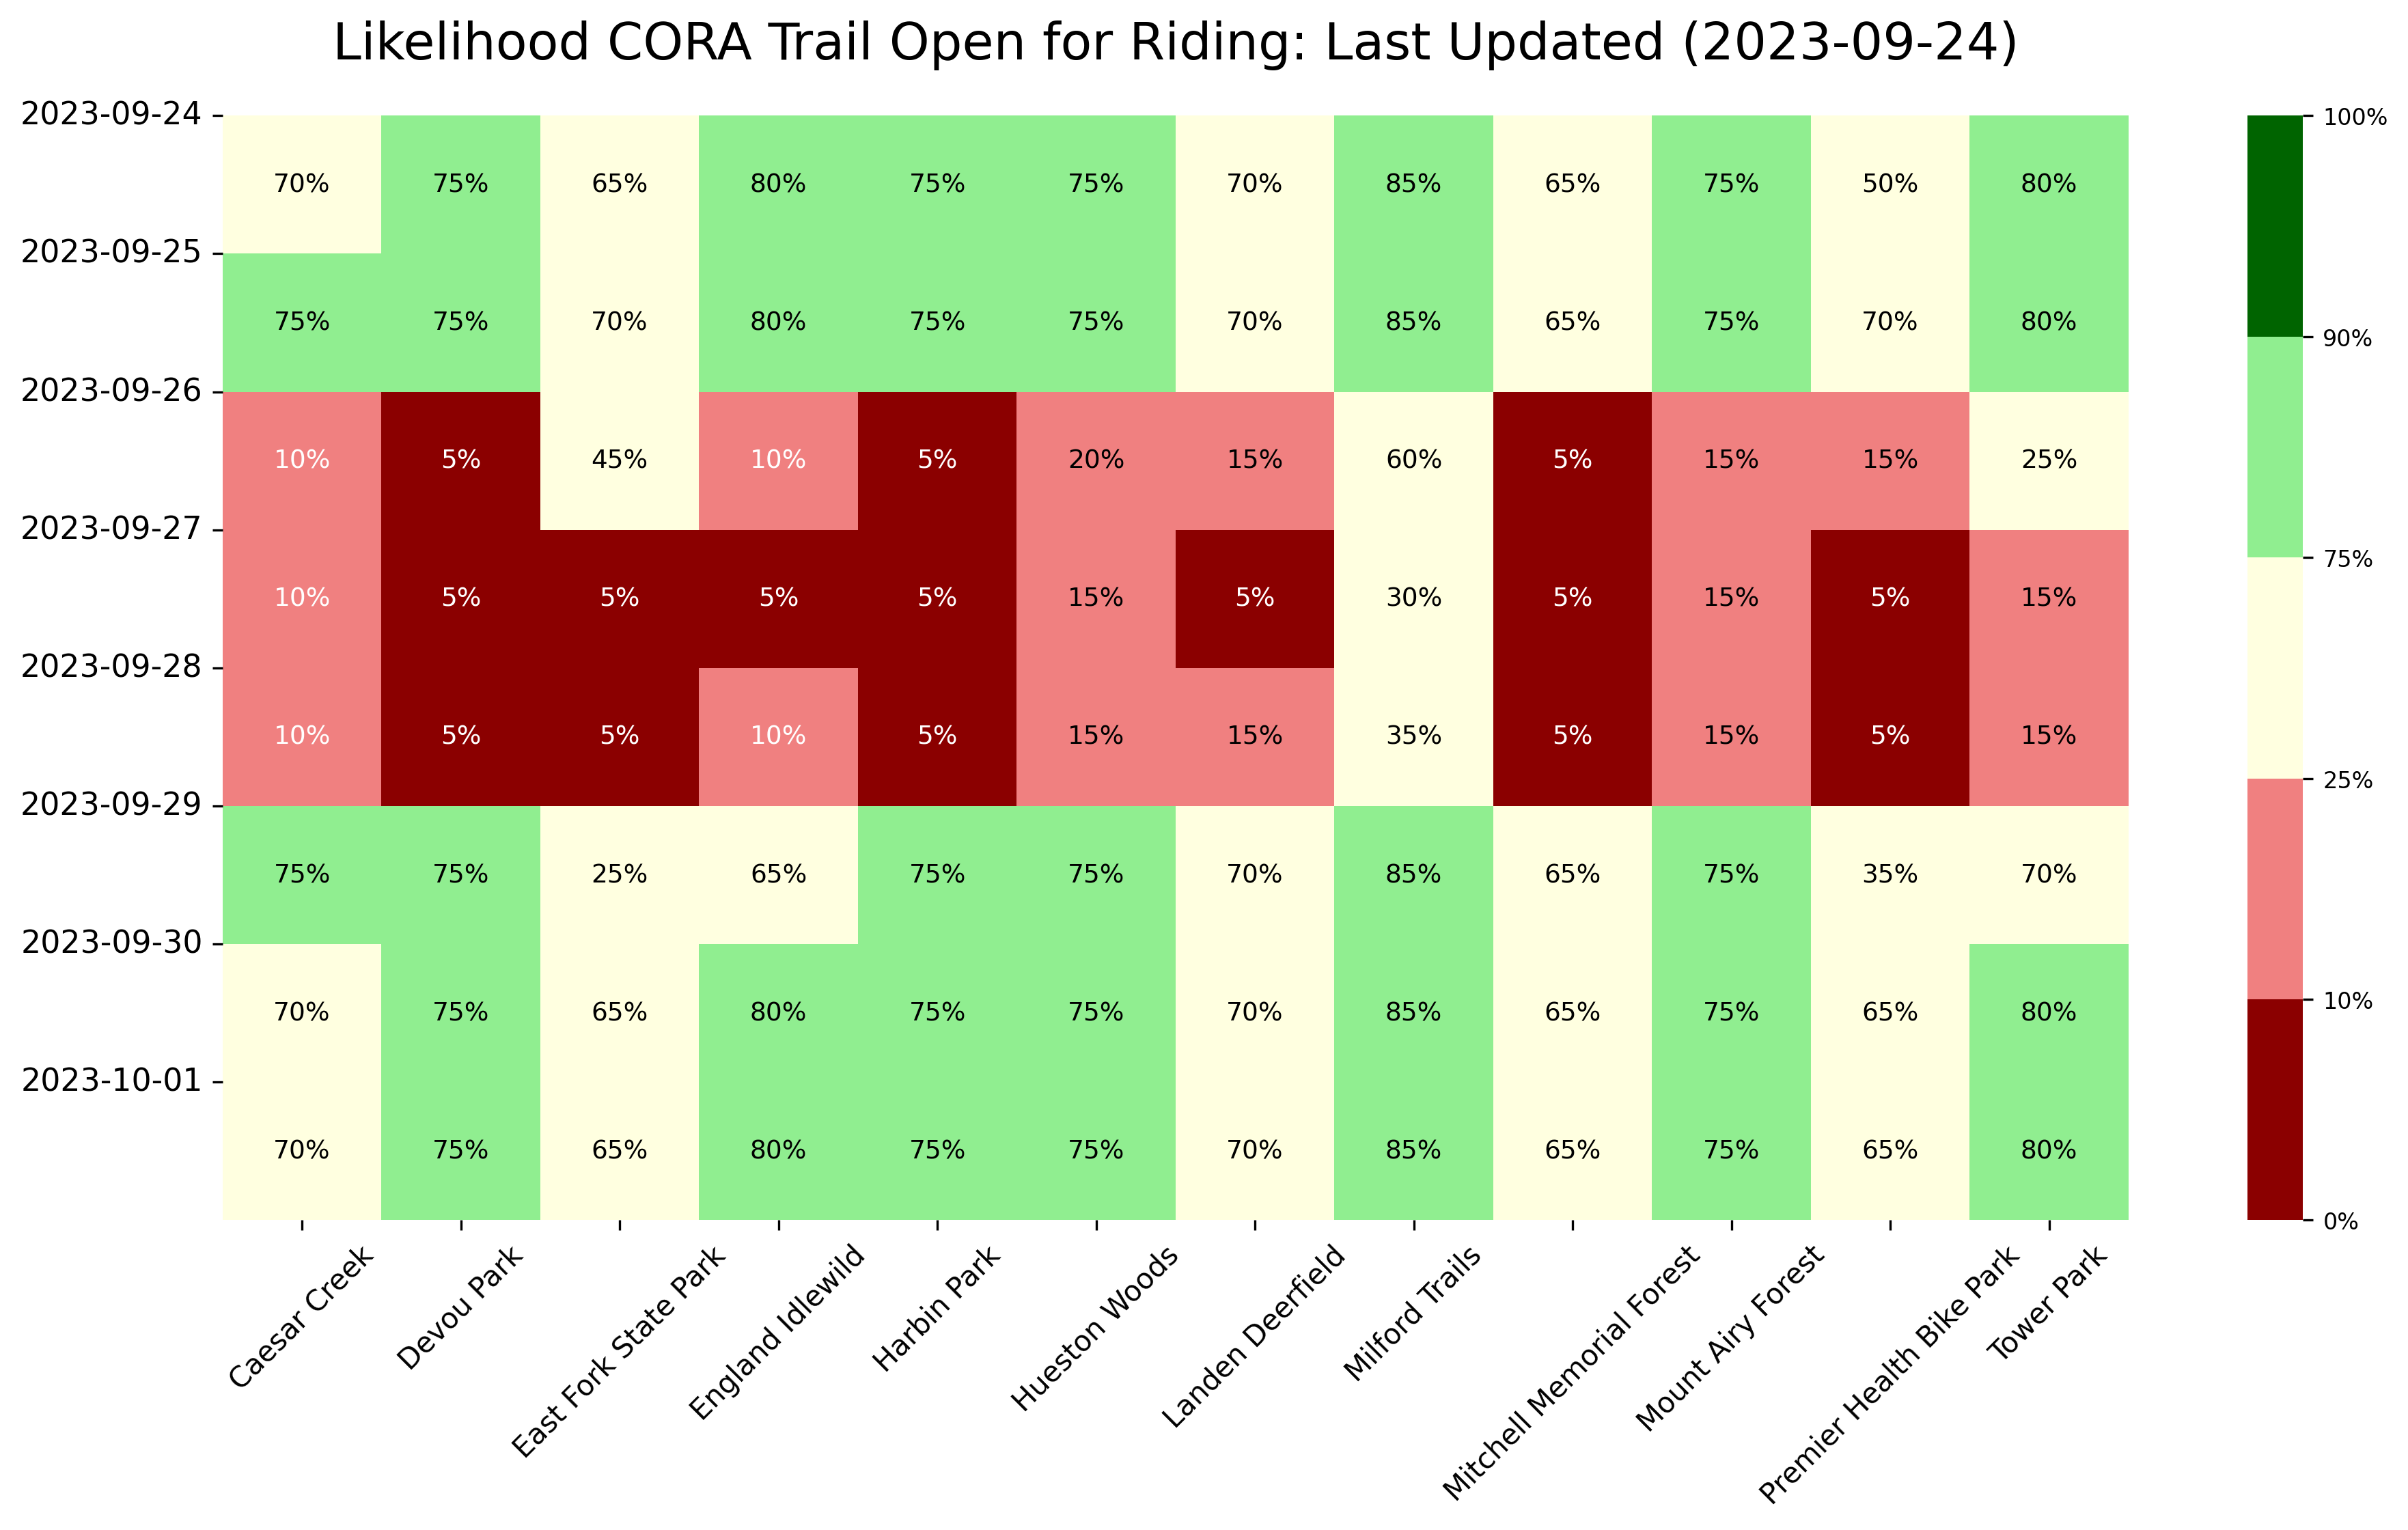 Likelihood CORA Trail Open for Riding: Last Updated (2023-09-24)
2023-09-24
100%
70% 75% 65% 80% 75% 75% 70% 85% 65% 75% 50% 80%
2023-09-25
75% 75% 70% 80% 75% 75% 70% 85% 65% 75% 70% 80%
90%
2023-09-26
10% 5% 45% 10% 5% 20% 15% 60% 5% 15% 15% 25%
2023-09-27
75%
10% 5% 5% 5% 5% 15% 5% 30% 5% 15% 5% 15%
2023-09-28
10% 5% 5% 10% 5% 15% 15% 35% 5% 15% 5% 15%
25%
2023-09-29
75% 75% 25% 65% 75% 75% 70% 85% 65% 75% 35% 70%
2023-09-30
10%
70% 75% 65% 80% 75% 75% 70% 85% 65% 75% 65% 80%
2023-10-01
70% 75% 65% 80% 75% 75% 70% 85% 65% 75% 65% 80%
0%
Caesar Creek
Devou Park
East Fork State Park
England Idlewild
Harbin Park
Hueston Woods
Landen Deerfield
Milford Trails
Mitchell Memorial Forest
Mount Airy Forest
Premier Health Bike Park
Tower Park